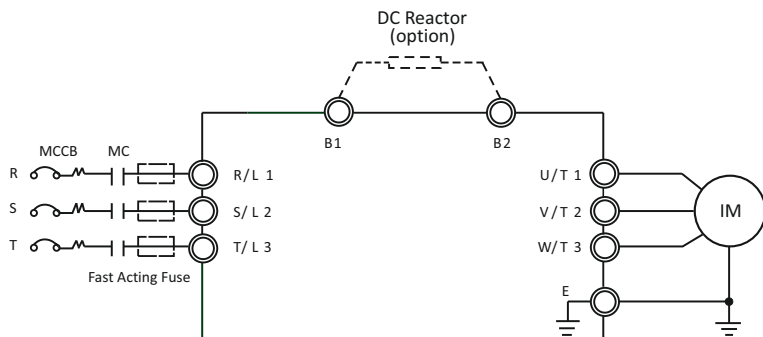 DC Reactor
(option)
B1
B2
MCCB MC
R
R/L 1
U/T 1
S
S/L 2
V/T 2
IM
T
T/L 3
W/T 3
Fast Acting Fuse
E